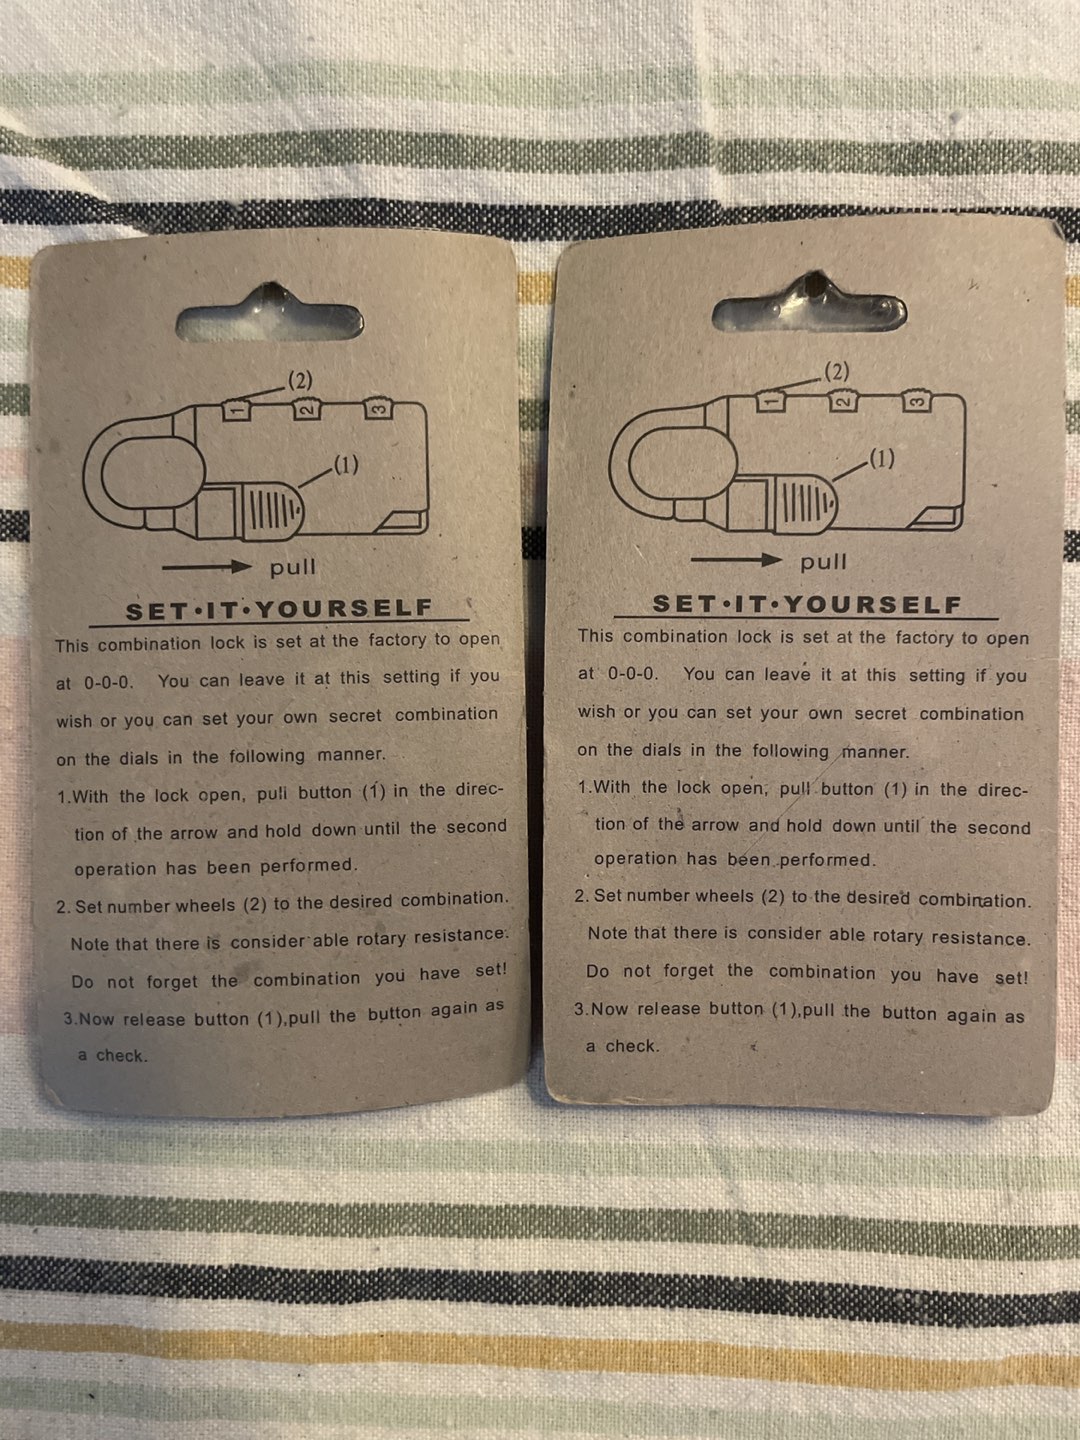 (2)
1 2 3
(1)
pull
SET•IT•YOURSELF
This combination lock is set at the factory to open
at 0-0-0. You can leave it at this setting if you
wish or you can set your own secret combination
on the dials in the following manner.
1.With the lock open, pull button (1) in the direc-
tion of the arrow and hold down until the second
operation has been performed.
2. Set number wheels (2) to the desired combination.
Note that there is consider able rotary resistance.
Do not forget the combination you have set!
3.Now release button (1),pull the button again as
a check.
(2)
1 2 3
(1)
pull
SET•IT•YOURSELF
This combination lock is set at the factory to open
at 0-0-0. You can leave it at this setting if you
wish or you can set your own secret combination
on the dials in the following manner.
1.With the lock open, pull button (1) in the direc-
tion of the arrow and hold down until the second
operation has been performed.
2. Set number wheels (2) to the desired combination.
Note that there is consider able rotary resistance.
Do not forget the combination you have set!
3.Now release button (1),pull the button again as
a check.